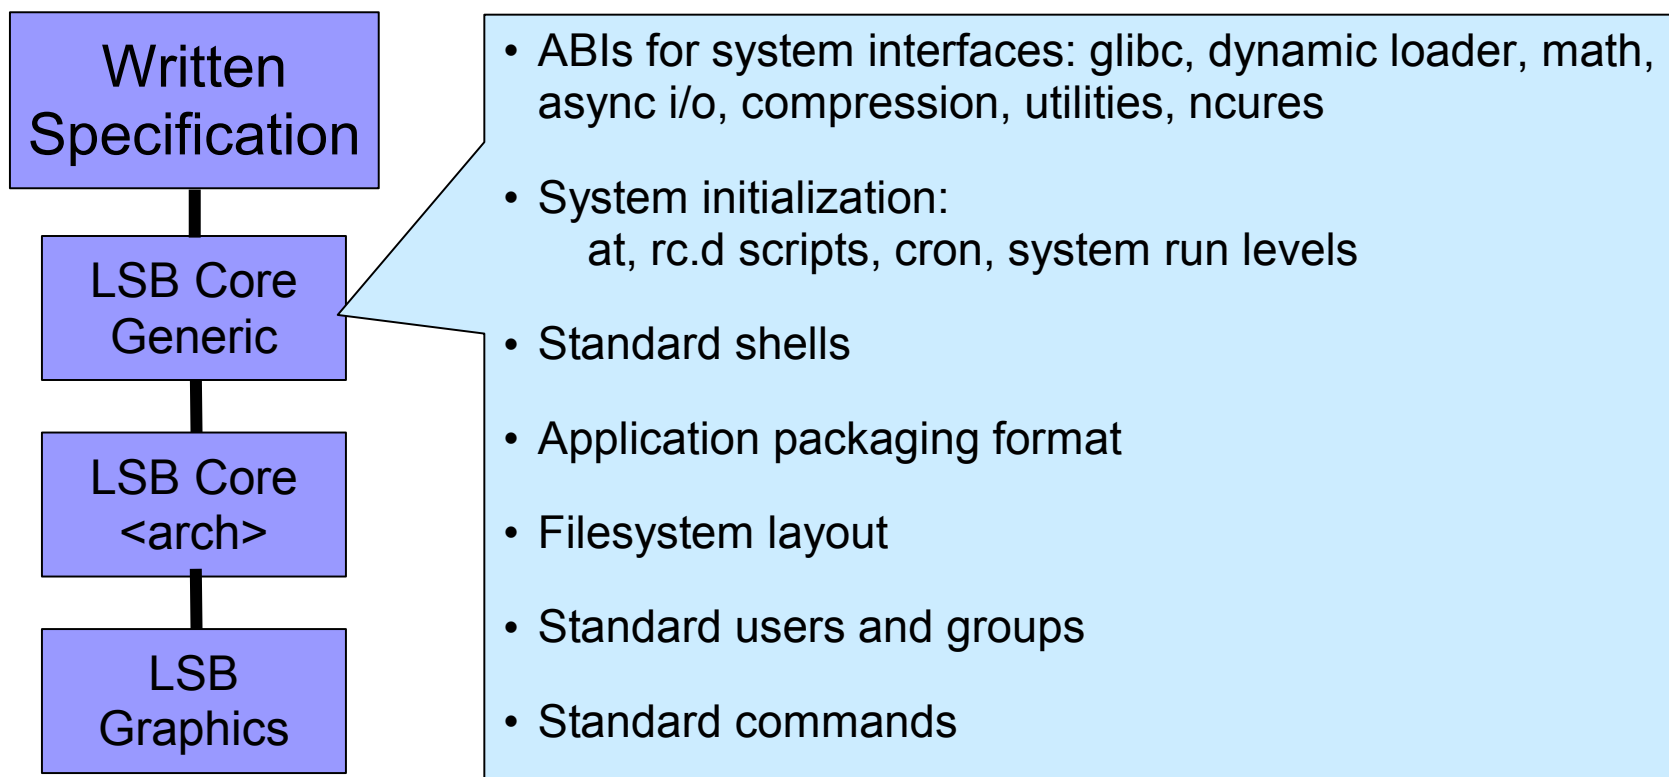 Written
Specification
LSB Core
Generic
LSB Core
<arch>
LSB
Graphics
• ABIs for system interfaces: glibc, dynamic loader, math,
async i/o, compression, utilities, ncures
• System initialization:
at, rc.d scripts, cron, system run levels
• Standard shells
• Application packaging format
• Filesystem layout
• Standard users and groups
• Standard commands